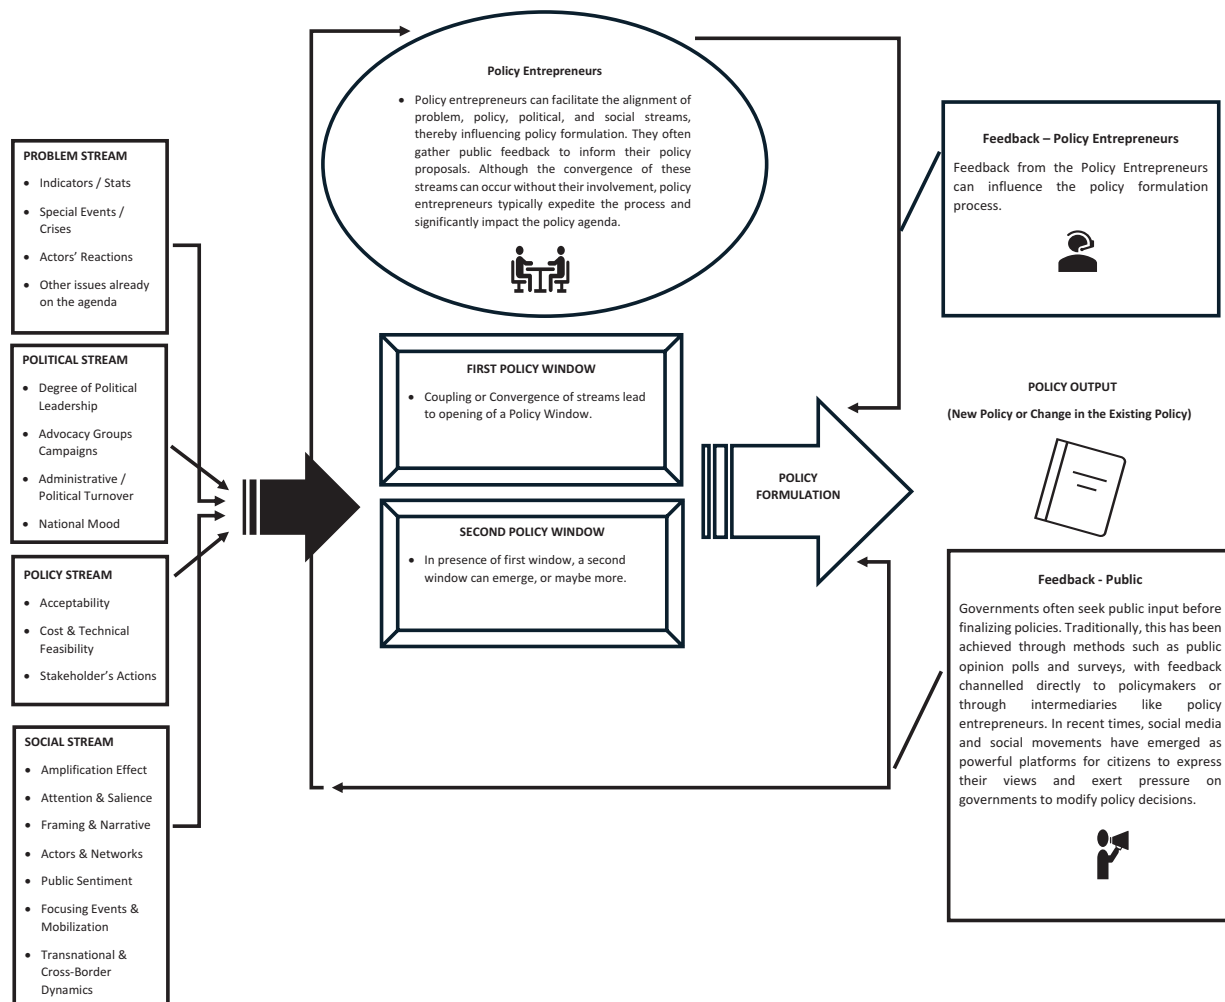 PROBLEM STREAM
• Indicators / Stats
• Special Events /
Crises
• Actors' Reactions
• Other issues already
on the agenda
POLITICAL STREAM
• Degree of Political
Leadership
• Advocacy Groups
Campaigns
• Administrative /
Political Turnover
• National Mood
POLICY STREAM
• Acceptability
• Cost & Technical
Feasibility
• Stakeholder's Actions
SOCIAL STREAM
• Amplification Effect
• Attention & Salience
• Framing & Narrative
• Actors & Networks
• Public Sentiment
• Focusing Events &
Mobilization
• Transnational &
Cross-Border
Dynamics
Policy Entrepreneurs
• Policy entrepreneurs can facilitate the alignment of
problem, policy, political, and social streams,
thereby influencing policy formulation. They often
gather public feedback to inform their policy
proposals. Although the convergence of these
streams can occur without their involvement, policy
entrepreneurs typically expedite the process and
significantly impact the policy agenda.
FIRST POLICY WINDOW
• Coupling or Convergence of streams lead
to opening of a Policy Window.
SECOND POLICY WINDOW
• In presence of first window, a second
window can emerge, or maybe more.
POLICY
FORMULATION
Feedback – Policy Entrepreneurs
Feedback from the Policy Entrepreneurs
can influence the policy formulation
process.
POLICY OUTPUT
(New Policy or Change in the Existing Policy)
Feedback - Public
Governments often seek public input before
finalizing policies. Traditionally, this has been
achieved through methods such as public
opinion polls and surveys, with feedback
channelled directly to policymakers or
through intermediaries like policy
entrepreneurs. In recent times, social media
and social movements have emerged as
powerful platforms for citizens to express
their views and exert pressure on
governments to modify policy decisions.